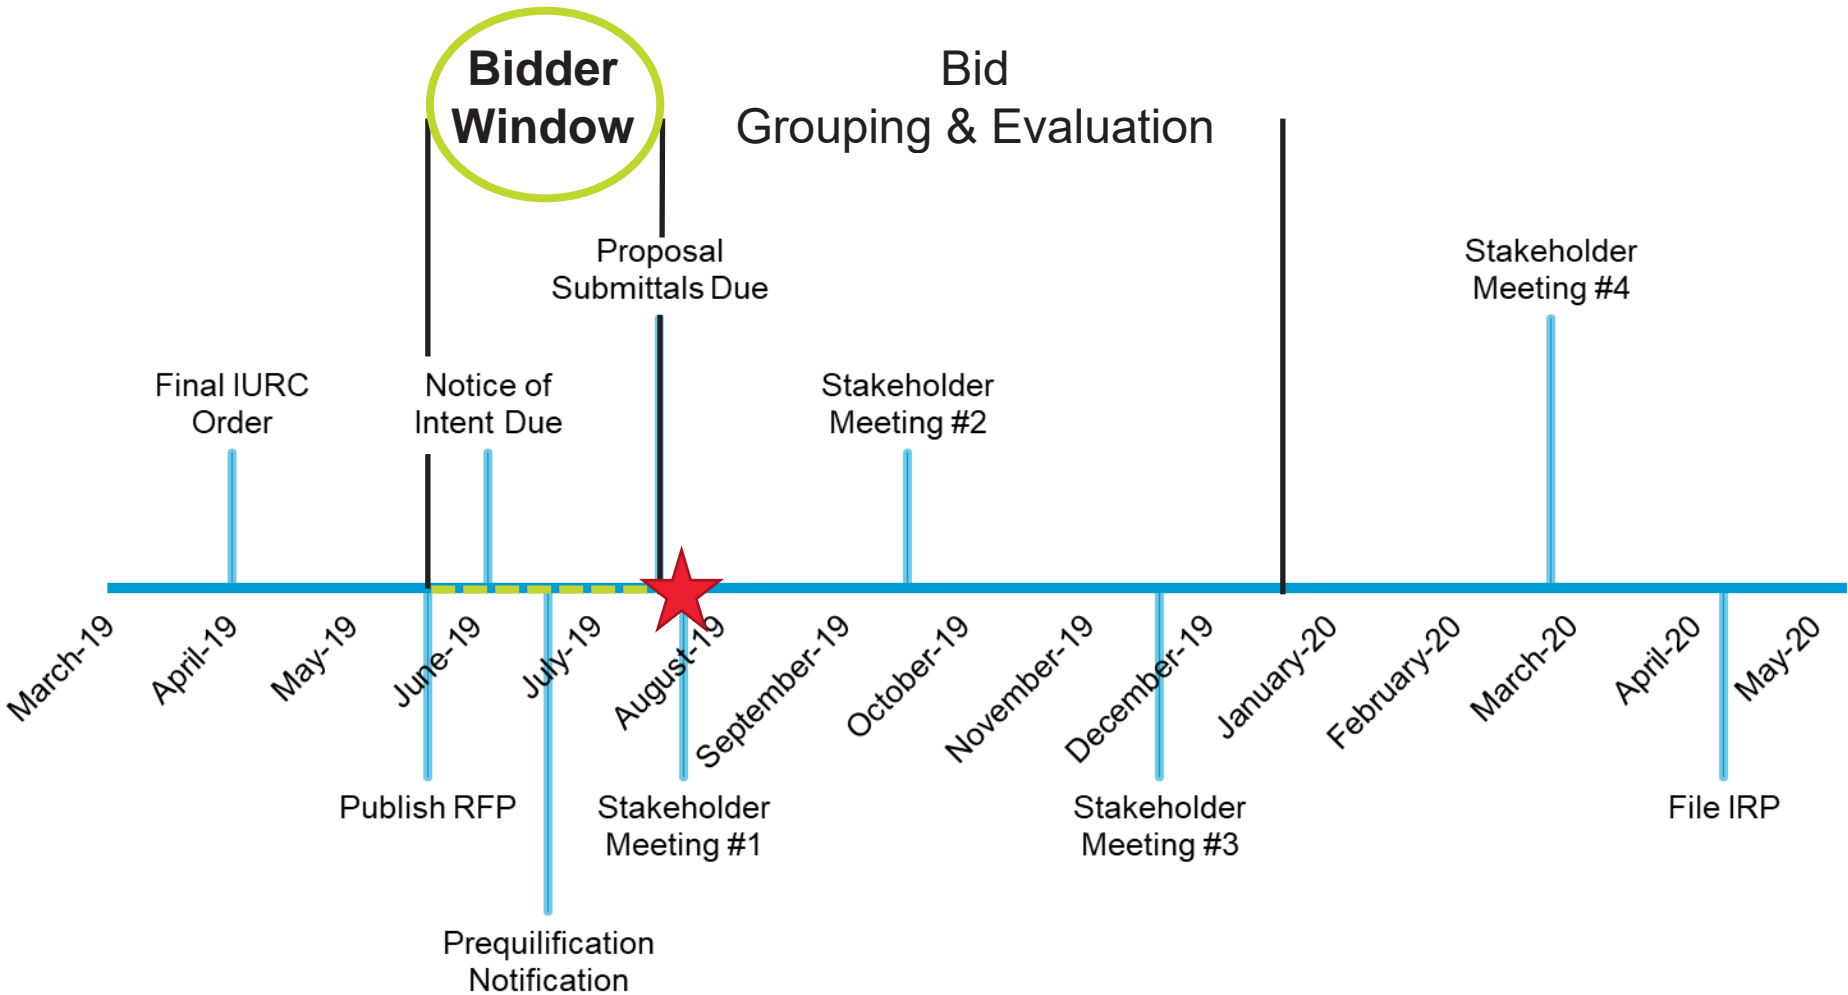 Bidder
Window
Bid
Grouping & Evaluation
Proposal
Submittals Due
Stakeholder
Meeting #4
Final IURC
Order
Notice of
Intent Due
Stakeholder
Meeting #2
March-19
April-19
May-19
June-19
July-19
August-19
September-19
October-19
November-19
December-19
January-20
February-20
March-20
April-20
May-20
Publish RFP
Stakeholder
Meeting #1
Stakeholder
Meeting #3
File IRP
Prequilification
Notification